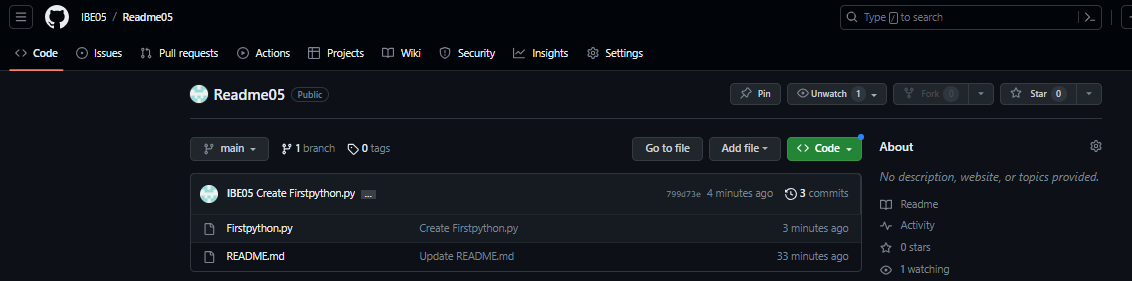 IBE05 / Readme05
Type / to search
Code Issues Pull requests Actions Projects Wiki Security Insights Settings
Readme05 Public
Pin Unwatch 1 Fork 0 Star 0
main 1 branch 0 tags Go to file Add file Code
About
No description, website, or topics provided.
IBE05 Create Firstpython.py ... 799d73e 4 minutes ago 3 commits
Firstpython.py Create Firstpython.py 3 minutes ago
README.md Update README.md 33 minutes ago
Readme
Activity
0 stars
1 watching